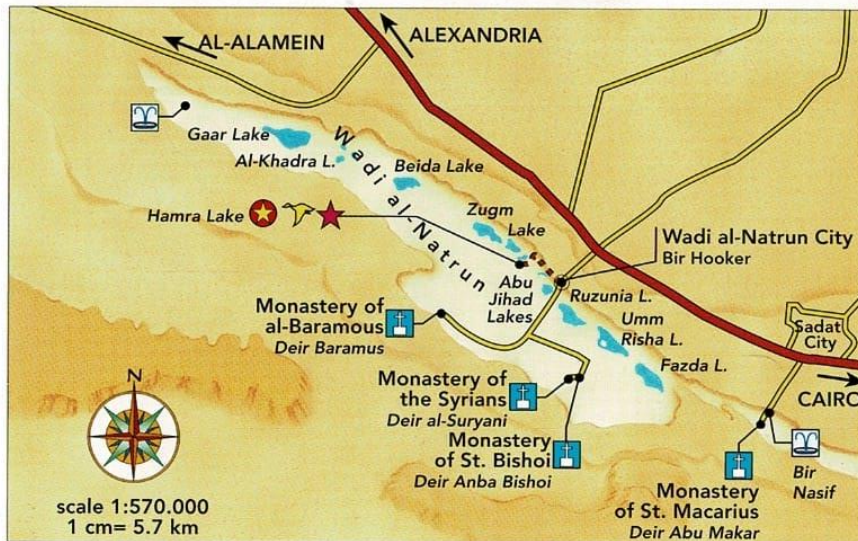 AL-ALAMEIN
ALEXANDRIA
Gaar Lake
Al-Khadra L.
Wadi al-Natrun
Beida Lake
Hamra Lake
Zugm
Lake
Wadi al-Natrun City
Bir Hooker
Abu
Jihad
Lakes
Ruzunia L.
Umm
Risha L.
Fazda L.
Sadat
City
CAIRO
Monastery of
al-Baramous
Deir Baramus
Monastery of
the Syrians
Deir al-Suryani
Monastery
of St. Bishoi
Deir Anba Bishoi
Monastery
of St. Macarius
Deir Abu Makar
Bir
Nasif
N
scale 1:570.000
1 cm= 5.7 km